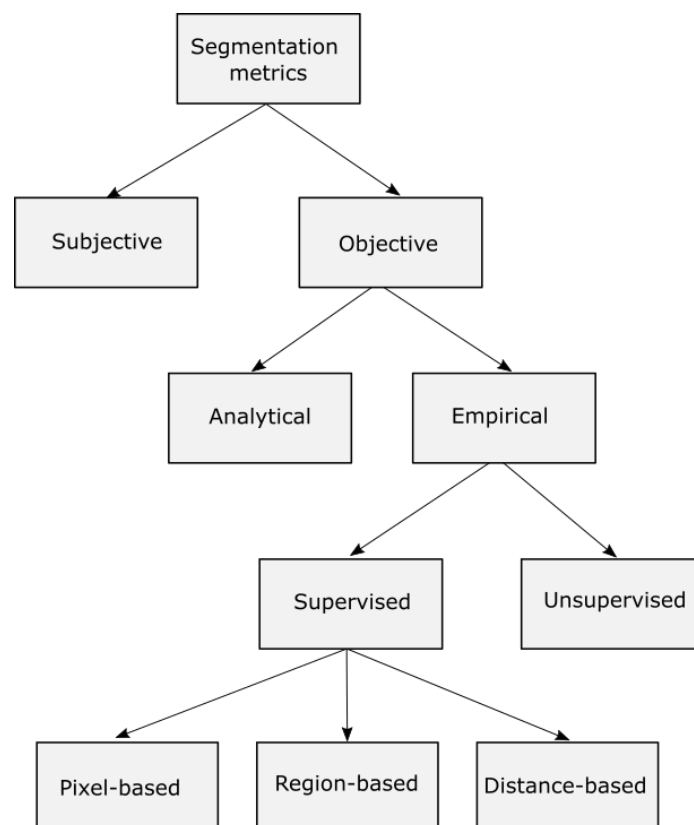 Segmentation
metrics
Subjective
Objective
Analytical
Empirical
Supervised
Unsupervised
Pixel-based
Region-based
Distance-based